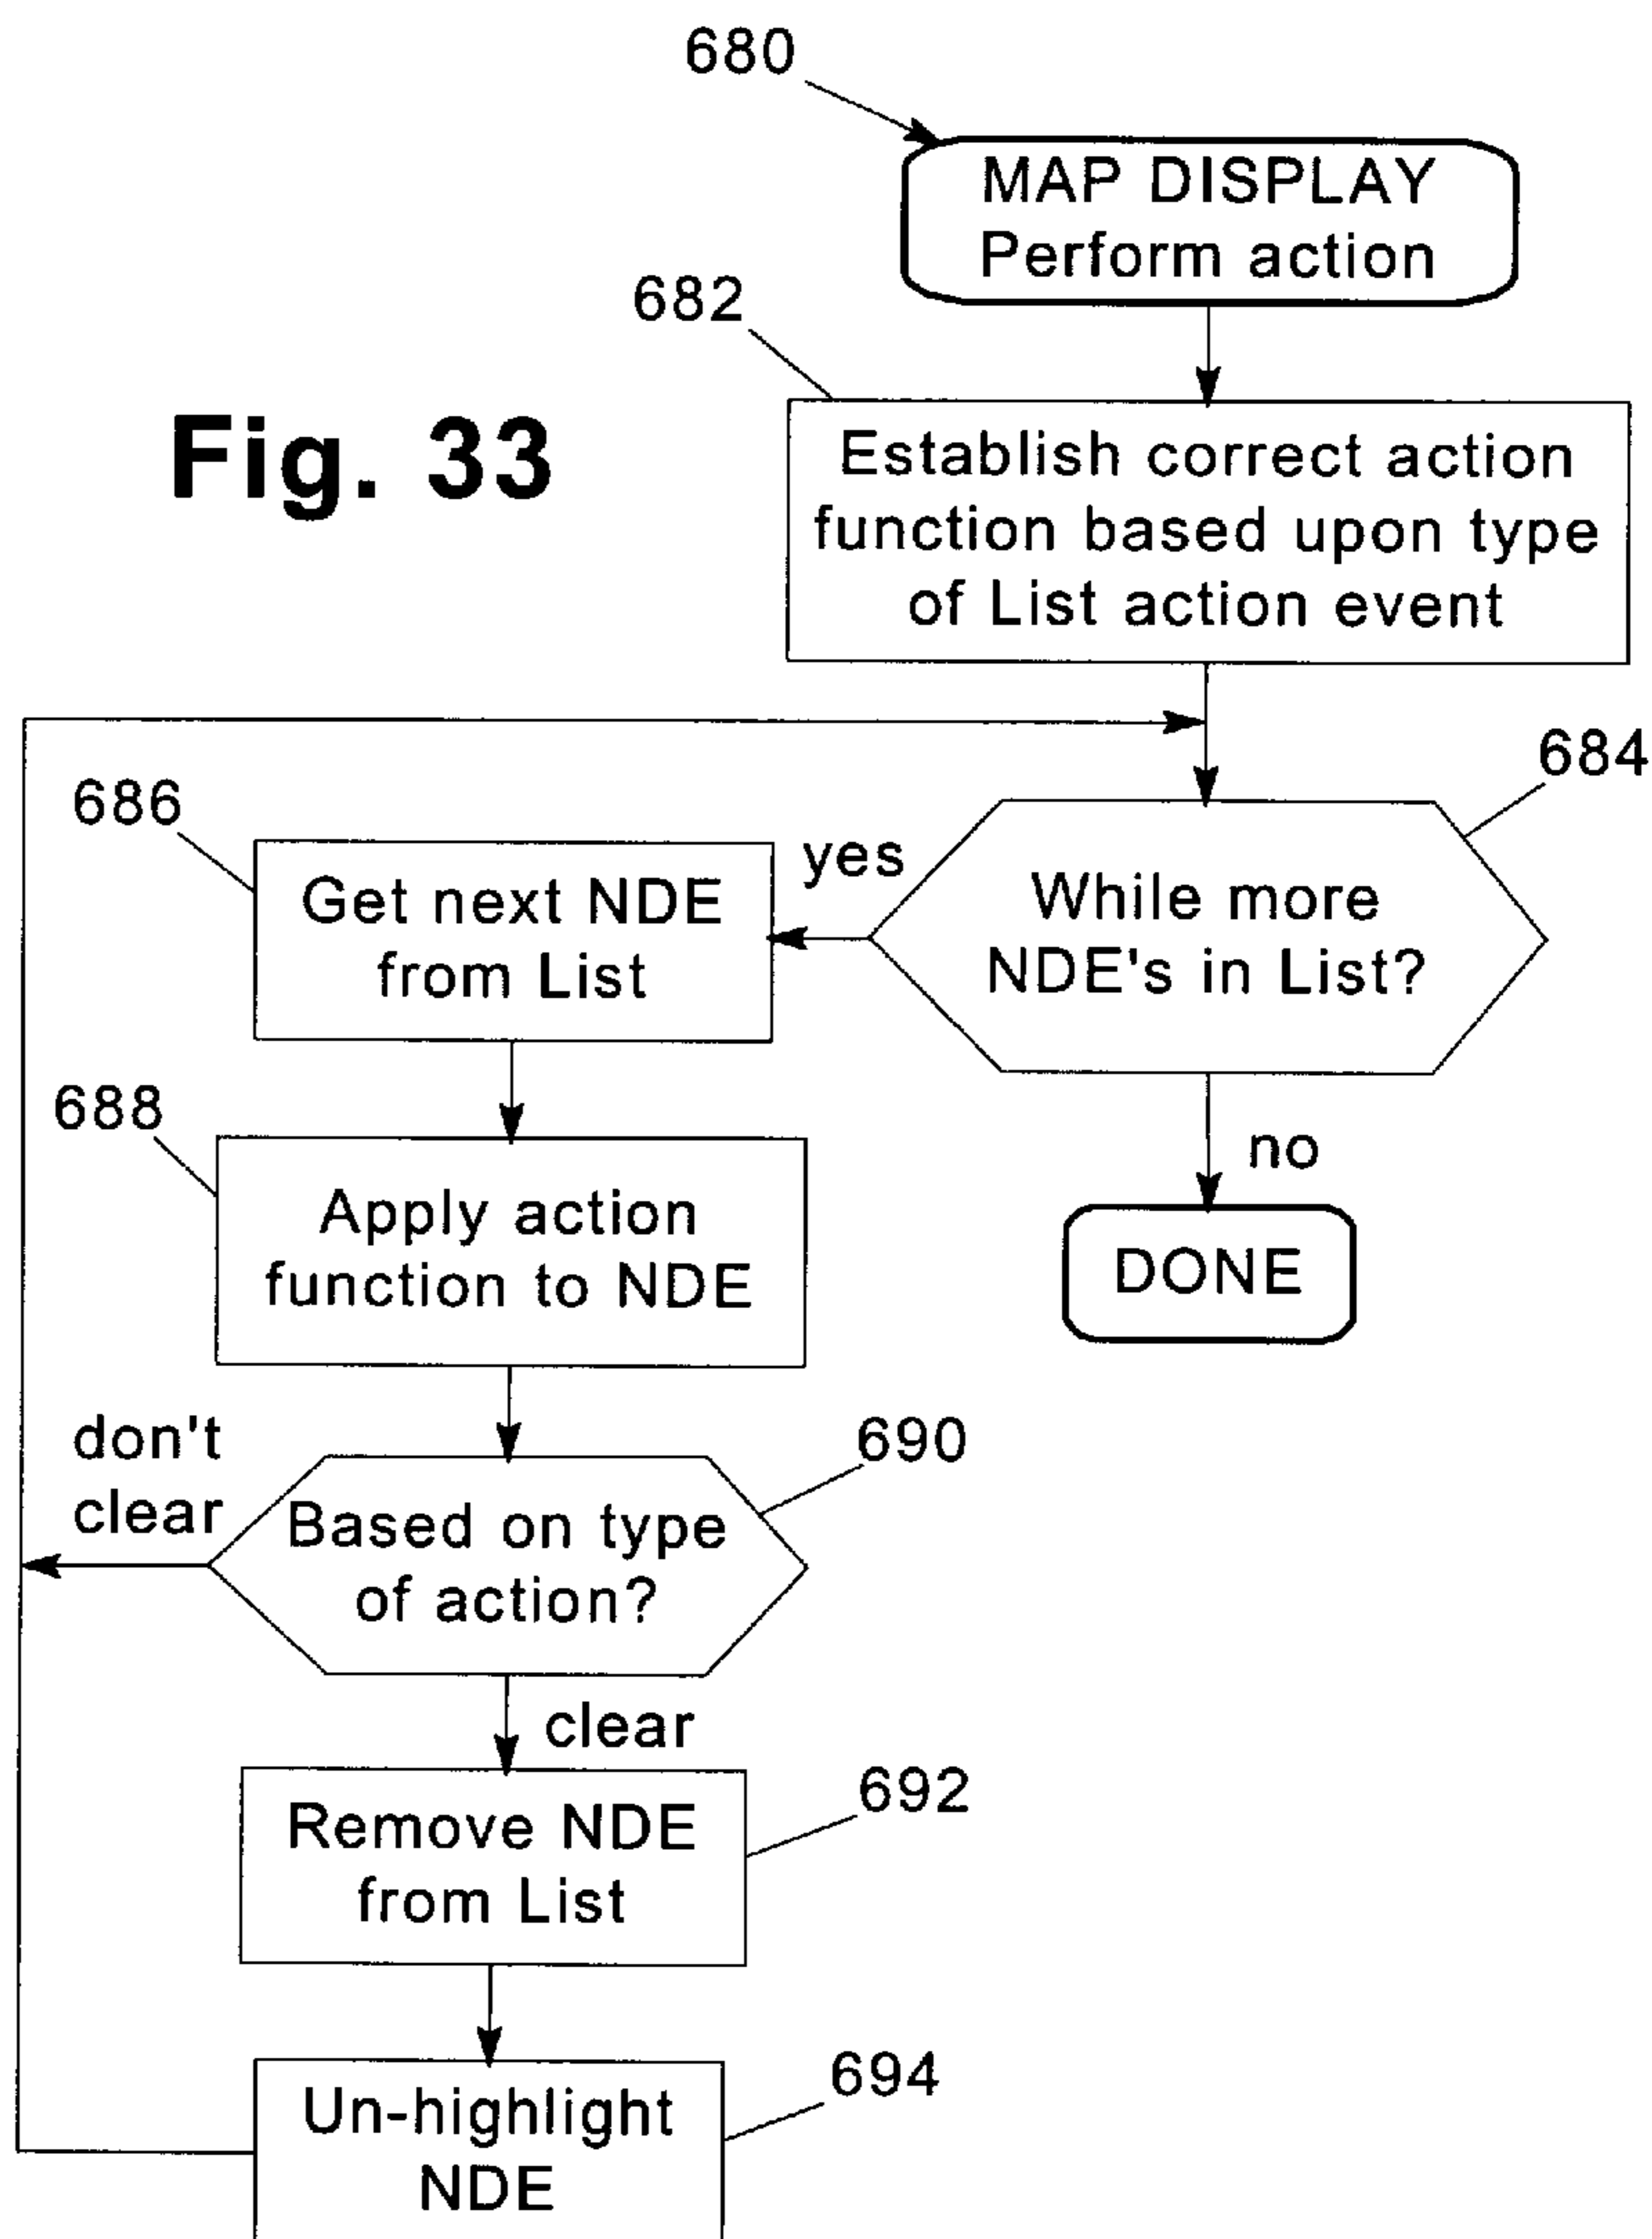 680
MAP DISPLAY
Perform action
682
Fig. 33
Establish correct action
function based upon type
of List action event
684
686
yes
While more
NDE's in List?
Get next NDE
from List
688
no
Apply action
function to NDE
DONE
don't
clear
690
Based on type
of action?
clear
692
Remove NDE
from List
694
Un-highlight
NDE